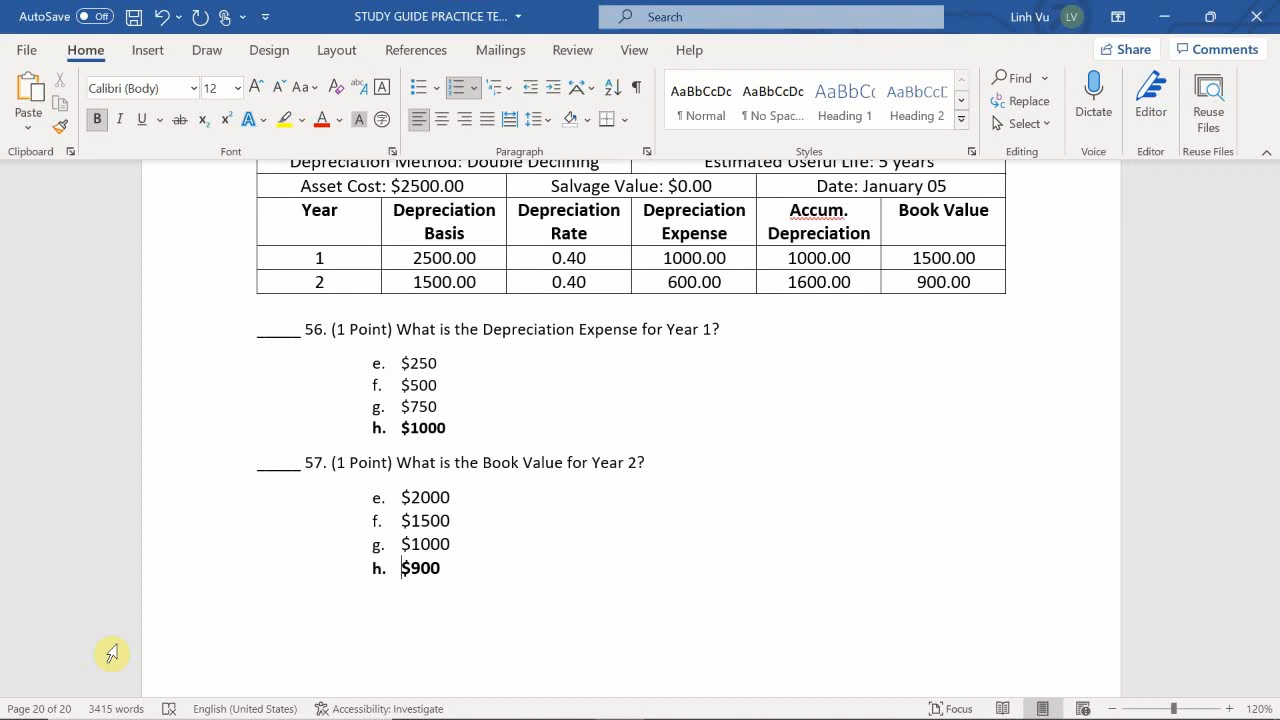 AutoSave Off STUDY GUIDE PRACTICE TE... Search Linh Vu LV
File Home Insert Draw Design Layout References Mailings Review View Help Share Comments
Paste Calibri (Body) 12 Aa AaBbCcDc AaBbCcDc AaBbCc AaBbCcC Find Dictate Editor Reuse Files
¶ Normal ¶ No Spac... Heading 1 Heading 2 Replace
Select
Clipboard Font Paragraph Styles Editing Voice Editor Reuse Files
Depreciation Method: Double Declining Estimated Useful Life: 5 years
Asset Cost: $2500.00 Salvage Value: $0.00 Date: January 05
Year Depreciation Basis Depreciation Rate Depreciation Expense Accum. Depreciation Book Value
1 2500.00 0.40 1000.00 1000.00 1500.00
2 1500.00 0.40 600.00 1600.00 900.00
_____ 56. (1 Point) What is the Depreciation Expense for Year 1?
e. $250
f. $500
g. $750
h. $1000
_____ 57. (1 Point) What is the Book Value for Year 2?
e. $2000
f. $1500
g. $1000
h. $900
Page 20 of 20 3415 words English (United States) Accessibility: Investigate Focus 120%